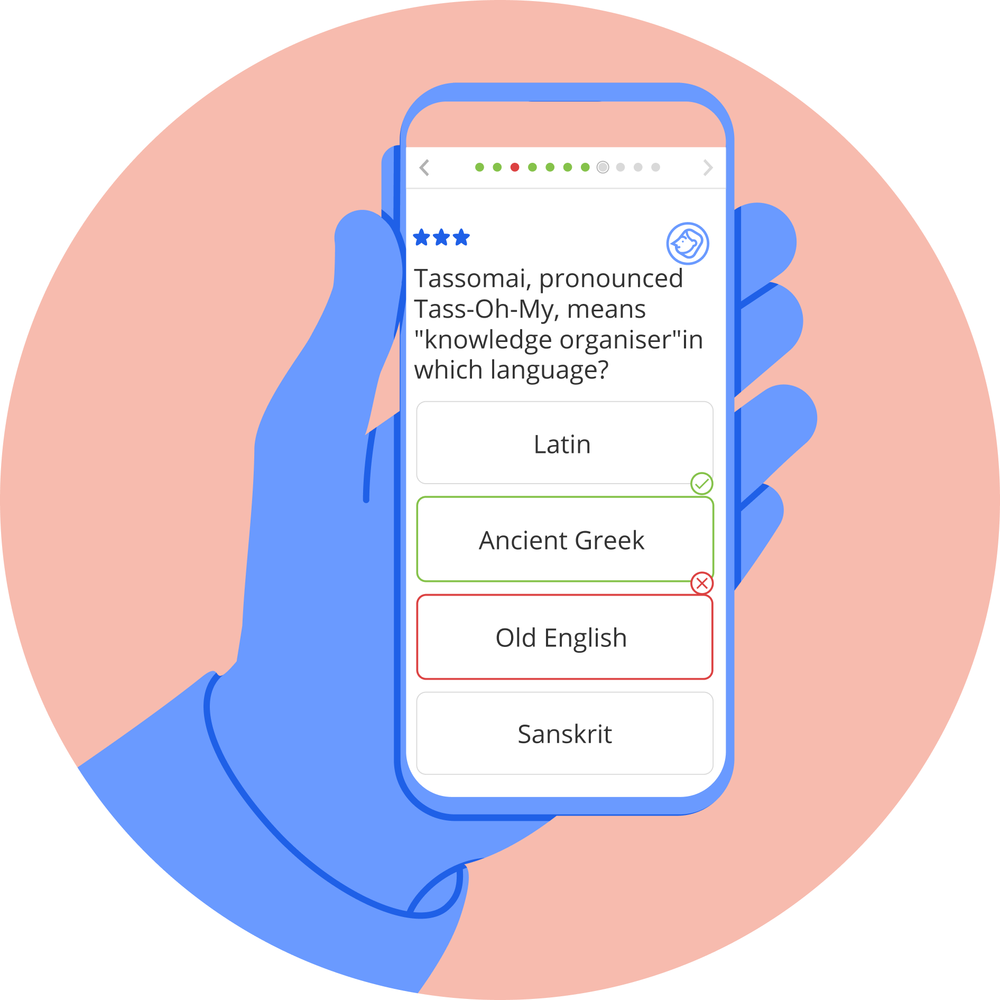 Tassomai, pronounced
Tass-Oh-My, means
"knowledge organiser"in
which language?
Latin
Ancient Greek
Old English
Sanskrit